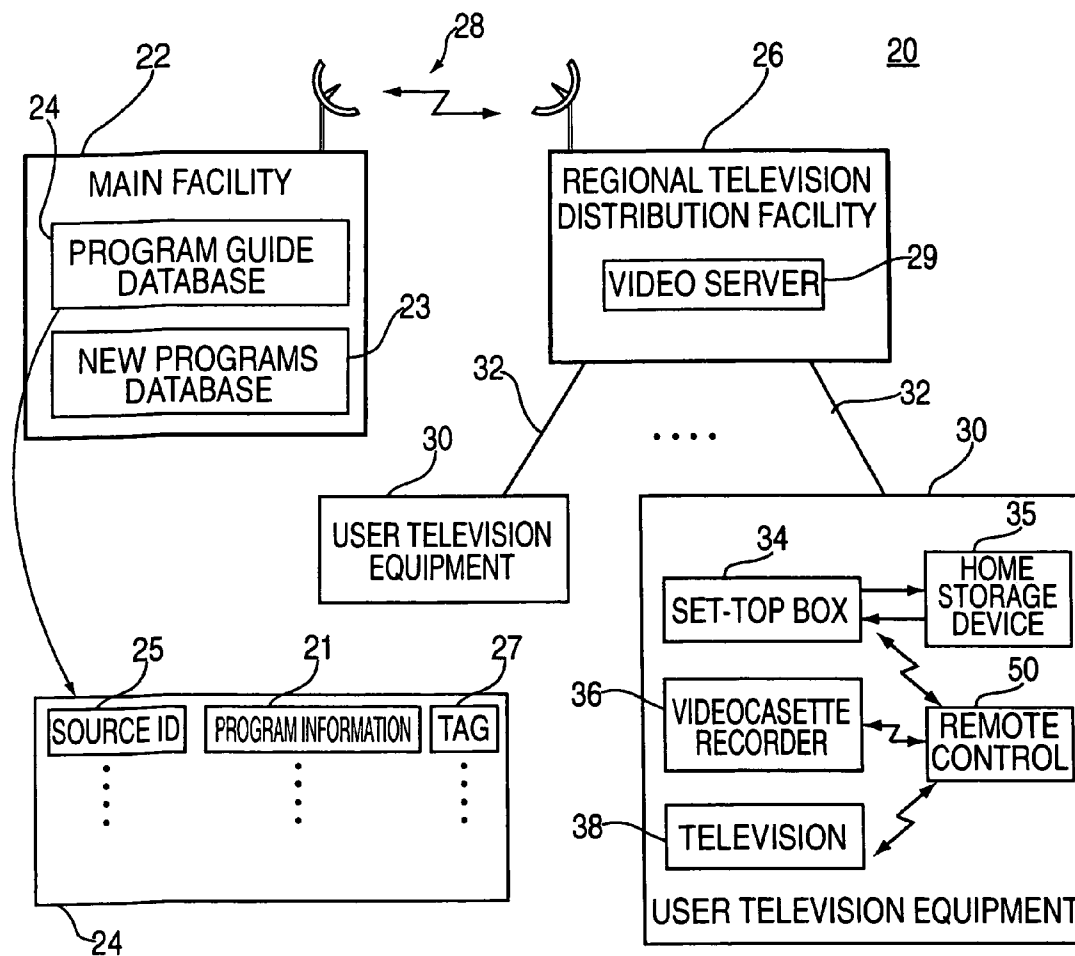 28
20
22
26
24
MAIN FACILITY
PROGRAM GUIDE
DATABASE
23
NEW PROGRAMS
DATABASE
REGIONAL TELEVISION
DISTRIBUTION FACILITY
29
VIDEO SERVER
32
32
30
USER TELEVISION
EQUIPMENT
30
35
34
SET-TOP BOX
HOME
STORAGE
DEVICE
36
VIDEOCASETTE
RECORDER
50
REMOTE
CONTROL
38
TELEVISION
USER TELEVISION EQUIPMENT
25
21
27
SOURCE ID
PROGRAM INFORMATION
TAG
24